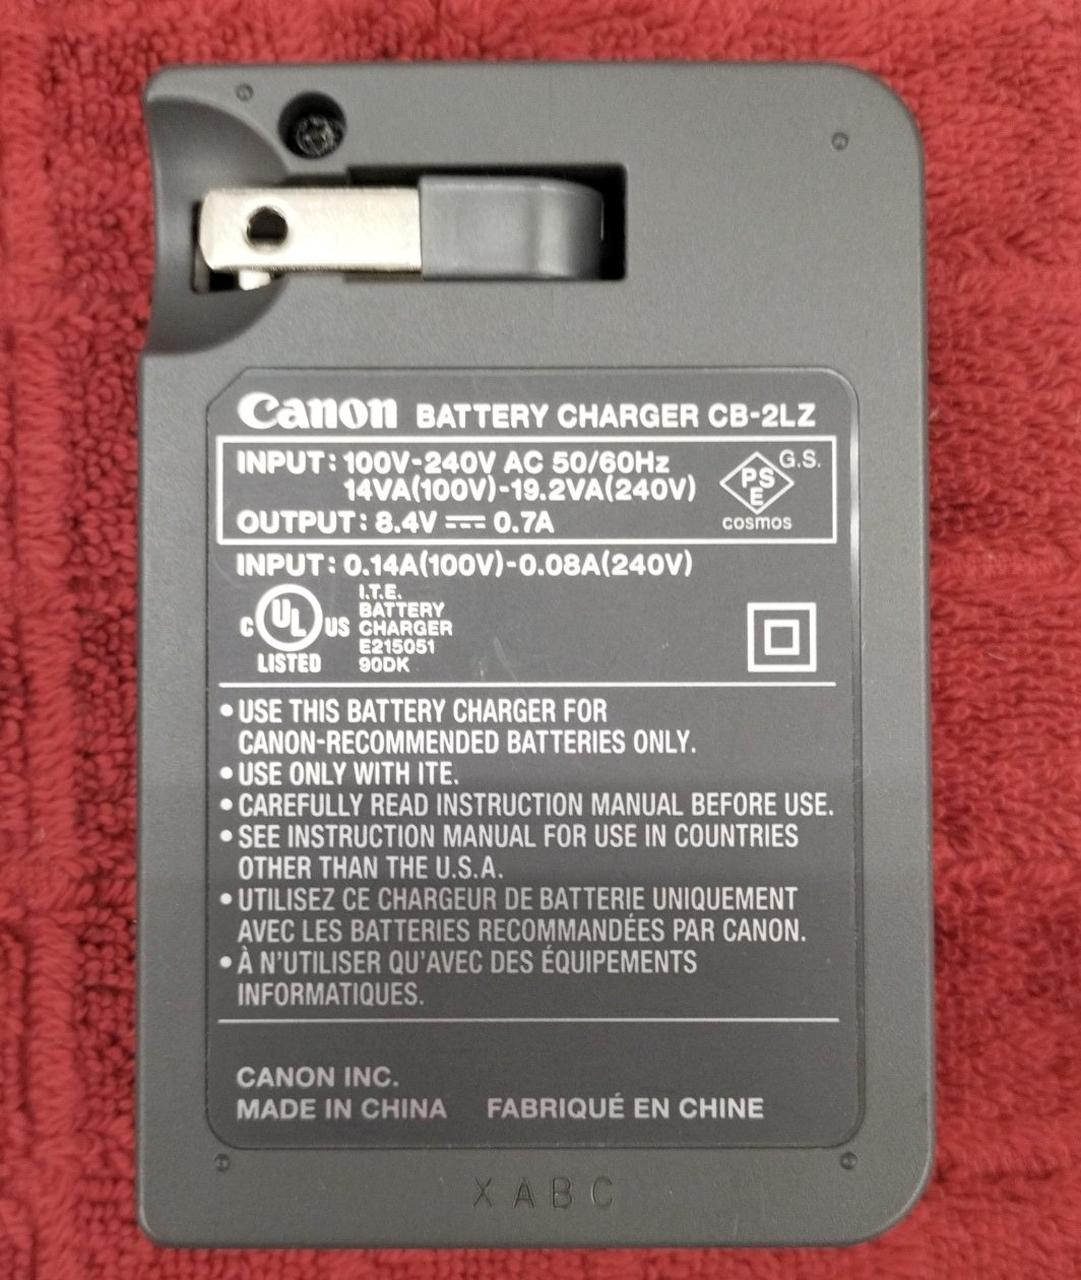 Canon BATTERY CHARGER CB-2LZ
INPUT: 100V-240V AC 50/60Hz
14VA(100V)-19.2VA(240V)
OUTPUT: 8.4V ⎓ 0.7A
PS
E
G.S.
cosmos
INPUT: 0.14A(100V)-0.08A(240V)
C UL US
LISTED
I.T.E.
BATTERY
CHARGER
E215051
90DK
• USE THIS BATTERY CHARGER FOR
CANON-RECOMMENDED BATTERIES ONLY.
• USE ONLY WITH ITE.
• CAREFULLY READ INSTRUCTION MANUAL BEFORE USE.
• SEE INSTRUCTION MANUAL FOR USE IN COUNTRIES
OTHER THAN THE U.S.A.
• UTILISEZ CE CHARGEUR DE BATTERIE UNIQUEMENT
AVEC LES BATTERIES RECOMMANDÉES PAR CANON.
• À N'UTILISER QU'AVEC DES ÉQUIPEMENTS
INFORMATIQUES.
CANON INC.
MADE IN CHINA FABRIQUÉ EN CHINE
X A B C